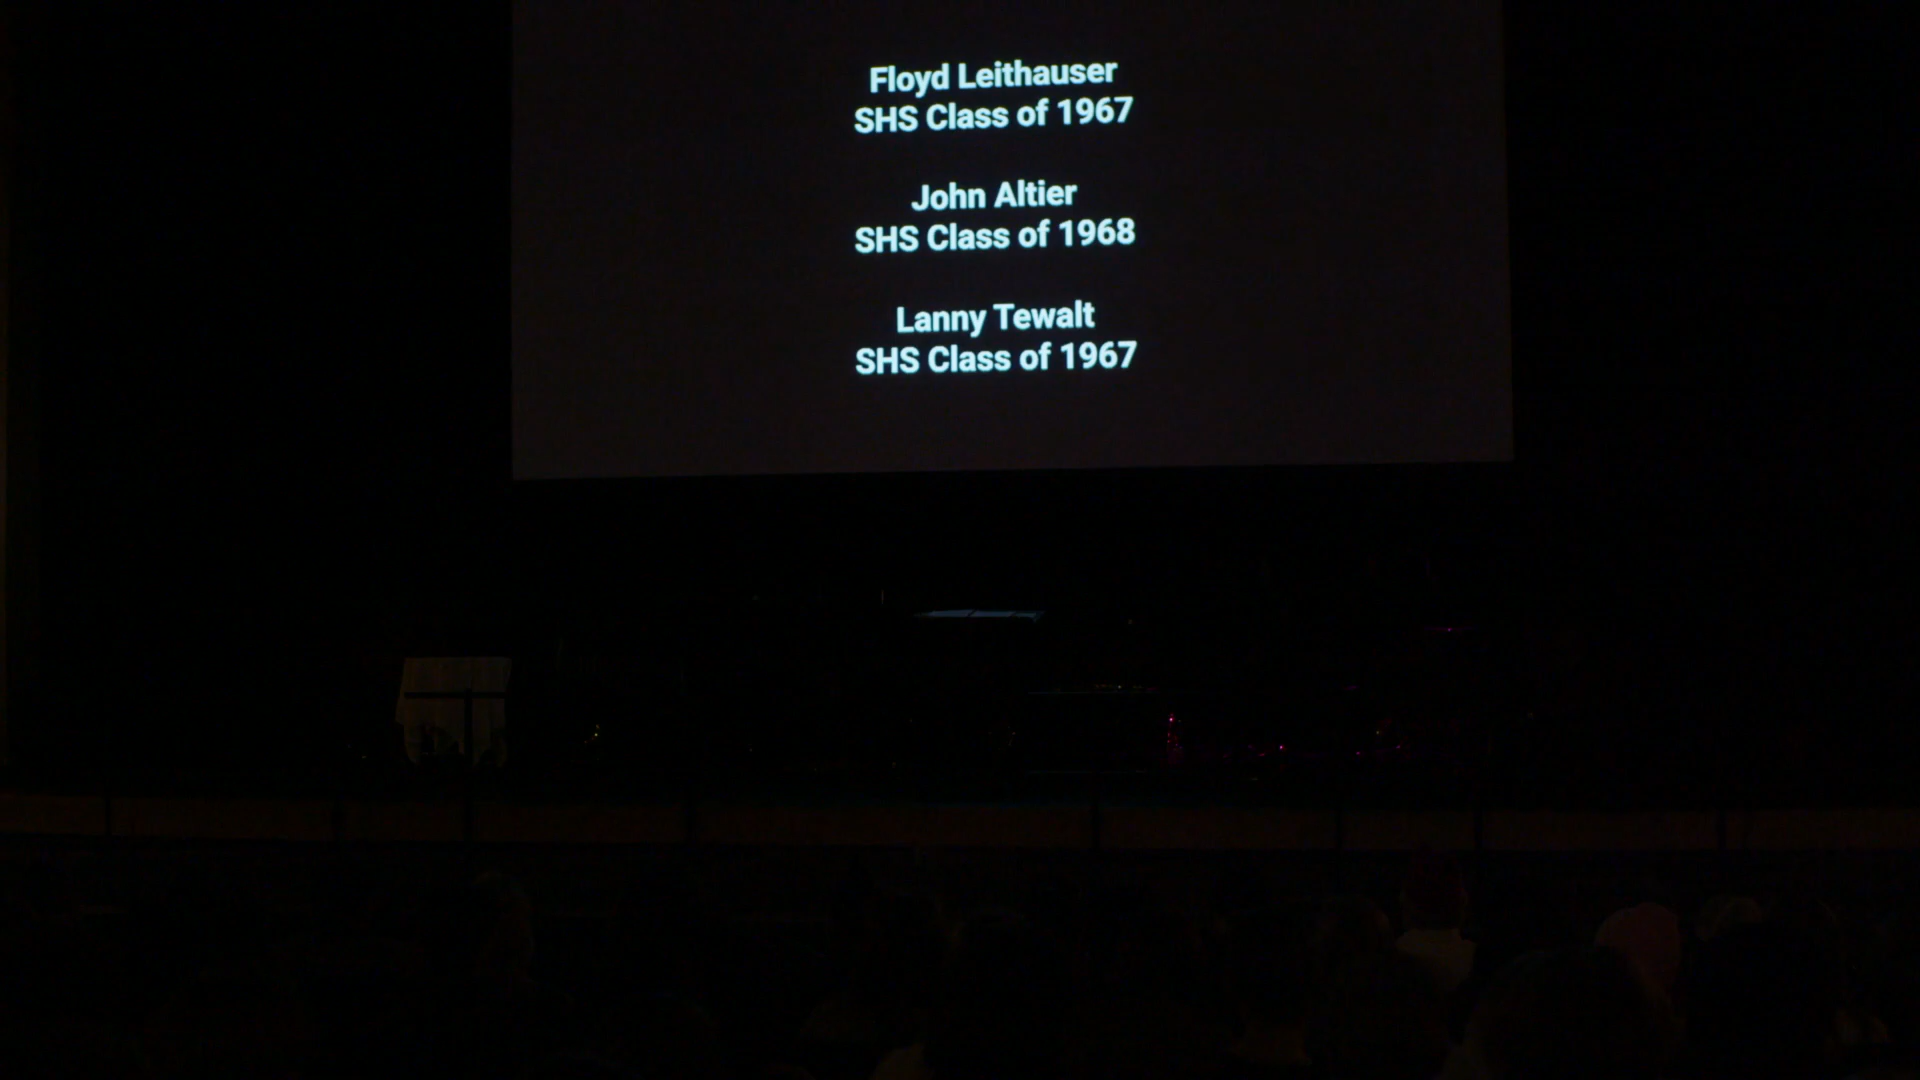 Floyd Leithauser
SHS Class of 1967
John Altier
SHS Class of 1968
Lanny Tewalt
SHS Class of 1967